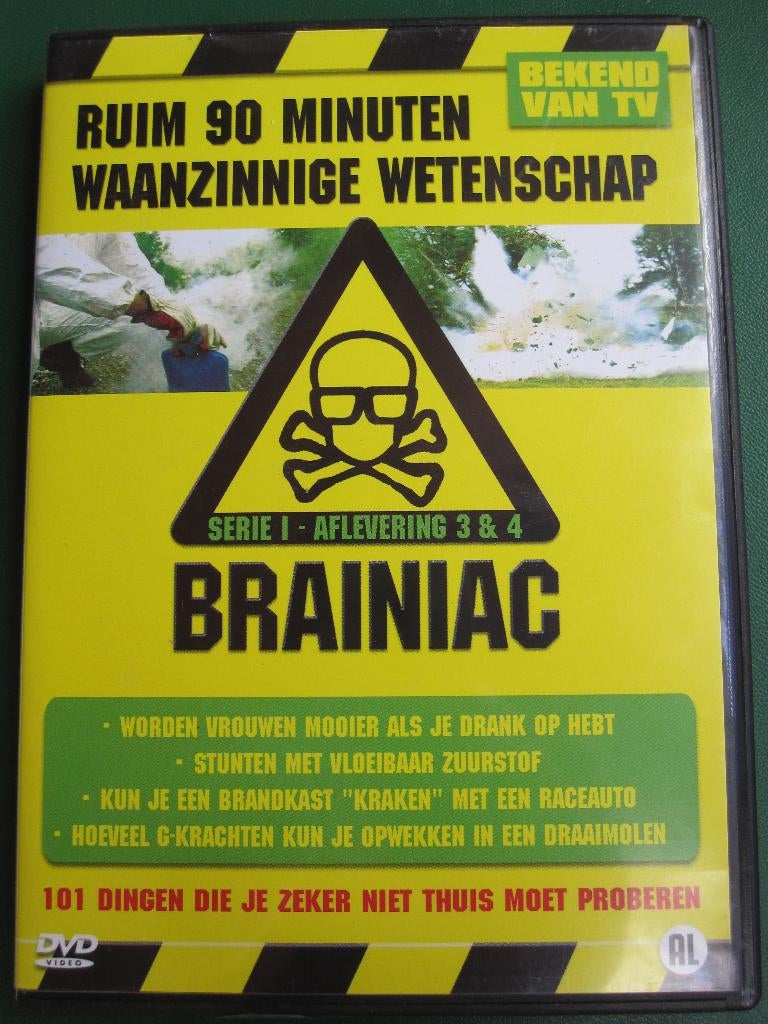 BEKEND
VAN TV
RUIM 90 MINUTEN
WAANZINNIGE WETENSCHAP
SERIE 1 - AFLEVERING 3 & 4
BRAINIAC
· WORDEN VROUWEN MOOIER ALS JE DRANK OP HEBT
· STUNTEN MET VLOEIBAAR ZUURSTOF
· KUN JE EEN BRANDKAST "KRAKEN" MET EEN RACEAUTO
· HOEVEEL G-KRACHTEN KUN JE OPWEKKEN IN EEN DRAAIMOLEN
101 DINGEN DIE JE ZEKER NIET THUIS MOET PROBEREN
DVD
VIDEO
AL